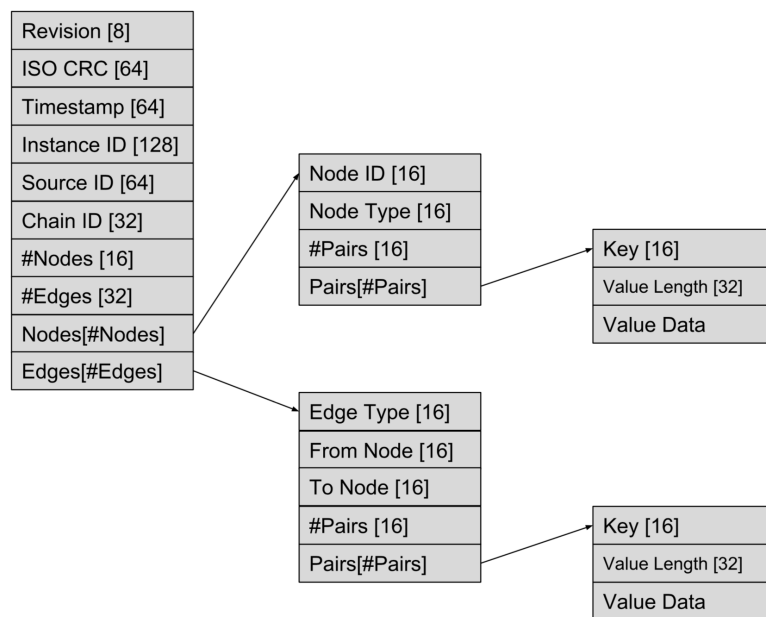 Revision [8]
ISO CRC [64]
Timestamp [64]
Instance ID [128]
Source ID [64]
Chain ID [32]
#Nodes [16]
#Edges [32]
Nodes[#Nodes]
Edges[#Edges]
Node ID [16]
Node Type [16]
#Pairs [16]
Pairs[#Pairs]
Key [16]
Value Length [32]
Value Data
Edge Type [16]
From Node [16]
To Node [16]
#Pairs [16]
Pairs[#Pairs]
Key [16]
Value Length [32]
Value Data